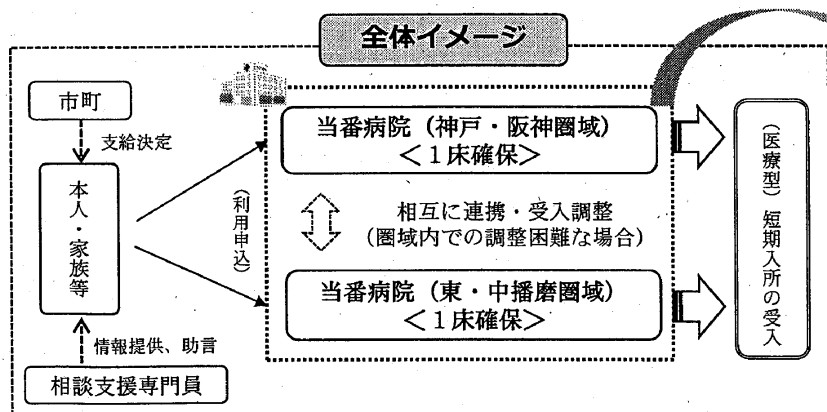 全体イメージ
市町
支給決定
本人・家族等
情報提供、助言
相談支援専門員
(利用申込)
当番病院（神戸・阪神圏域）
＜１床確保＞
相互に連携・受入調整
(圏域内での調整困難な場合)
当番病院（東・中播磨圏域）
＜１床確保＞
（医療型）短期入所の受入